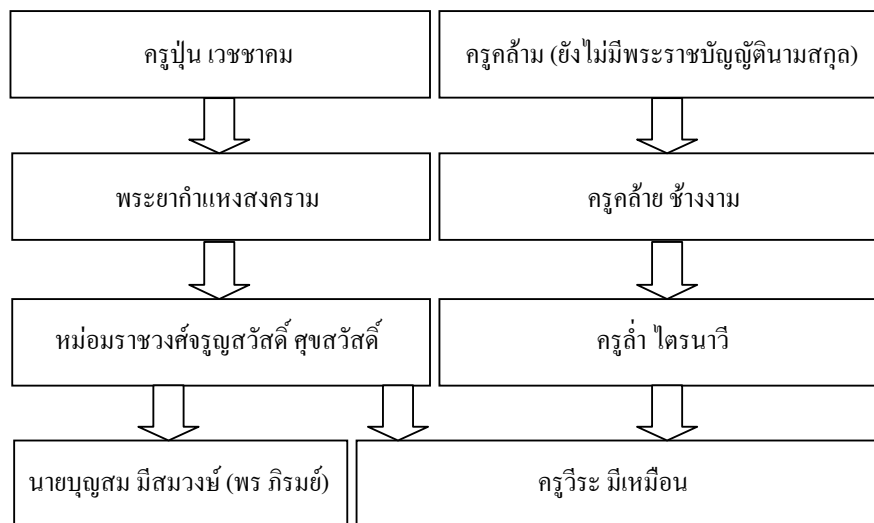 ครูปุ่น เวชชาคม
ครูคล้าม (ยังไม่มีพระราชบัญญัตินามสกุล)
พระยากำแหงสงคราม
ครูคล้าย ช้างงาม
หม่อมราชวงศ์จรูญสวัสดิ์ ศุขสวัสดิ์
ครูล่ำ ไตรนาวี
นายบุญสม มีสมวงษ์ (พร ภิรมย์)
ครูวีระ มีเหมือน